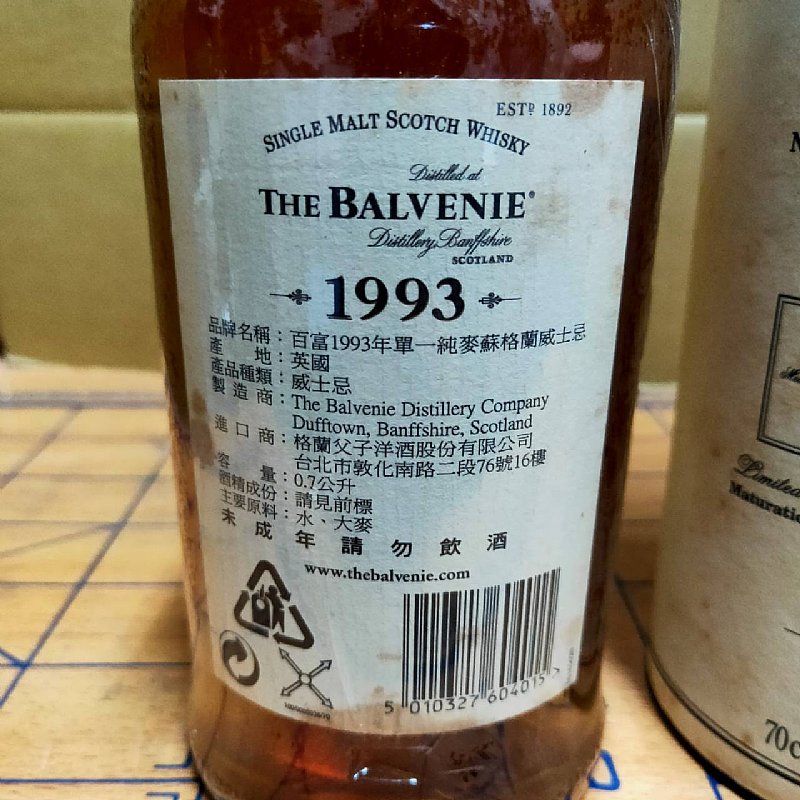 ESTD 1892
SINGLE MALT SCOTCH WHISKY
Distilled at
THE BALVENIE®
Distillery, Banffshire
SCOTLAND
1993
品牌名稱：百富1993年單一純麥蘇格蘭威士忌
產地：英國
產品種類：威士忌
製造商：The Balvenie Distillery Company
Dufftown, Banffshire, Scotland
進口商：格蘭父子洋酒股份有限公司
台北市敦化南路二段76號16樓
容量：0.7公升
酒精成份：請見前標
主要原料：水、大麥
未成年請勿飲酒
www.thebalvenie.com
5 010327 604015 >
Limited
Maturatio
70c